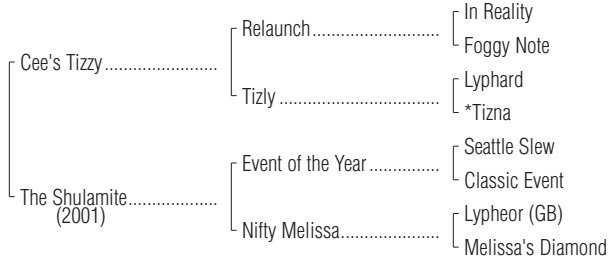 In Reality
Relaunch
Foggy Note
Cee's Tizzy
Lyphard
Tizly
*Tizna
Seattle Slew
Event of the Year
Classic Event
The Shulamite
(2001)
Lypheor (GB)
Nifty Melissa
Melissa's Diamond